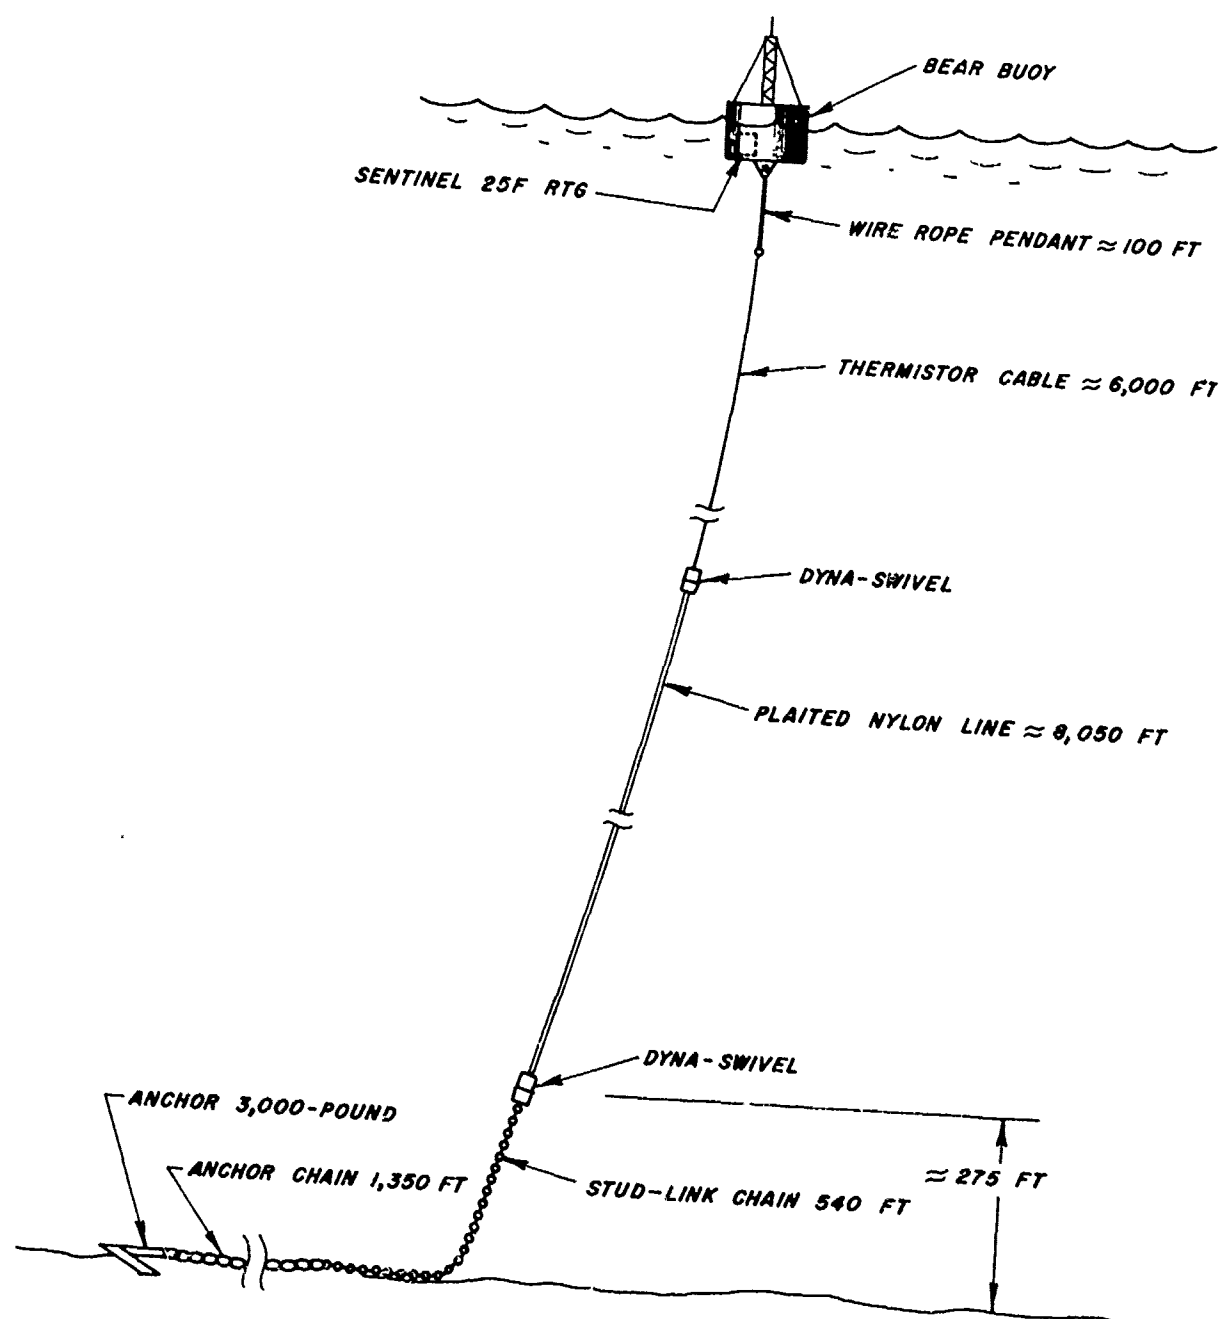 BEAR BUOY
SENTINEL 25F RTG
WIRE ROPE PENDANT ≈ 100 FT
THERMISTOR CABLE ≈ 6,000 FT
DYNA-SWIVEL
PLAITED NYLON LINE ≈ 8,050 FT
DYNA-SWIVEL
ANCHOR 3,000-POUND
ANCHOR CHAIN 1,350 FT
STUD-LINK CHAIN 540 FT
≈ 275 FT